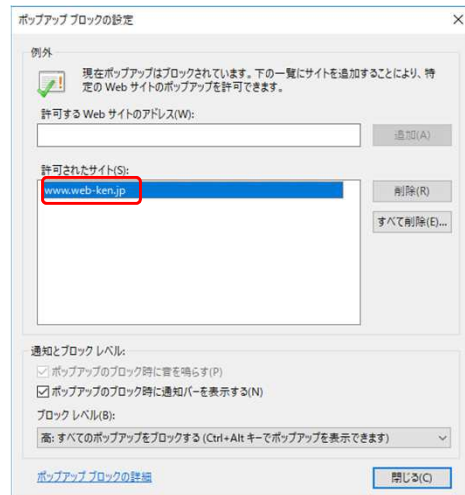 ポップアップ ブロックの設定
例外
現在ポップアップはブロックされています。下の一覧にサイトを追加することにより、特
定の Web サイトのポップアップを許可できます。
許可する Web サイトのアドレス(W):
追加(A)
許可されたサイト(S):
www.web-ken.jp
削除(R)
すべて削除(E)...
通知とブロック レベル:
ポップアップのブロック時に音を鳴らす(P)
ポップアップのブロック時に通知バーを表示する(N)
ブロック レベル(B):
高: すべてのポップアップをブロックする (Ctrl+Alt キーでポップアップを表示できます)
ポップアップ ブロックの詳細
閉じる(C)